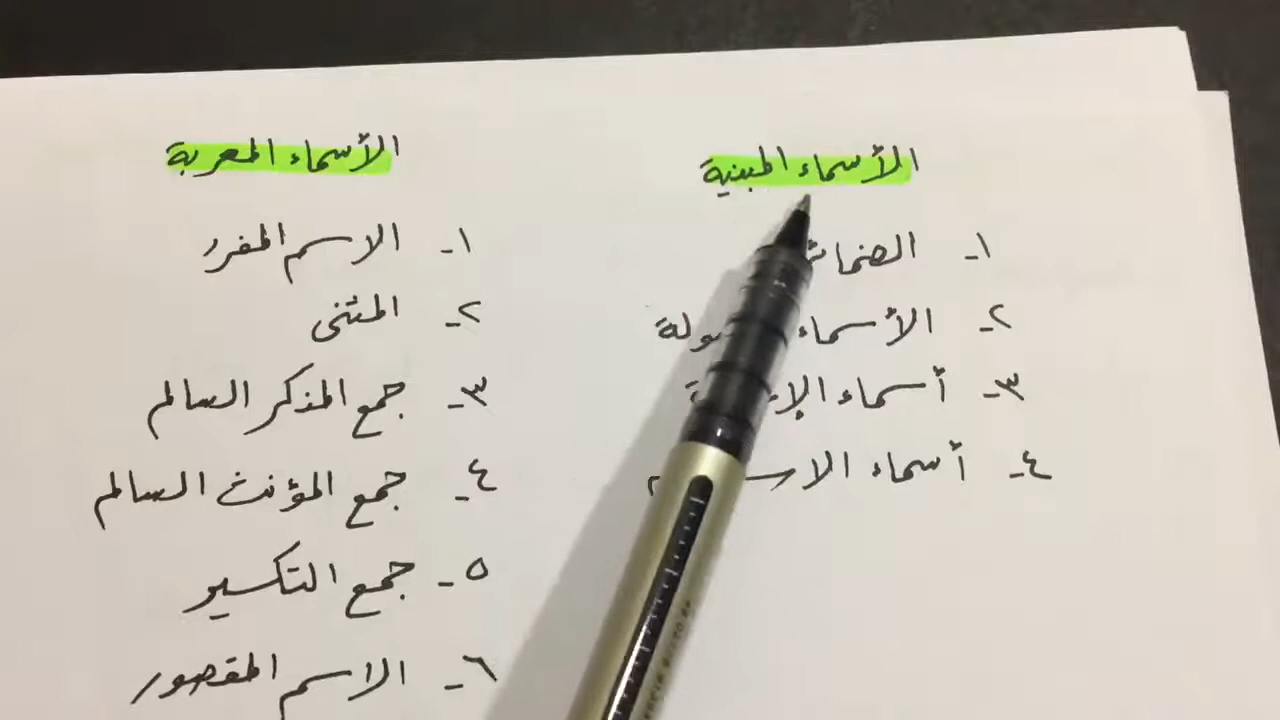 الأسماء المبنية
١- 
٢- الأسماء
٣- أسماء
٤- أسماء
الأسماء المعربة
١- الاسم المفرد
٢- المثنى
٣- جمع المذكر السالم
٤- جمع المؤنث السالم
٥- جمع التكسير
٦- الاسم المقصور